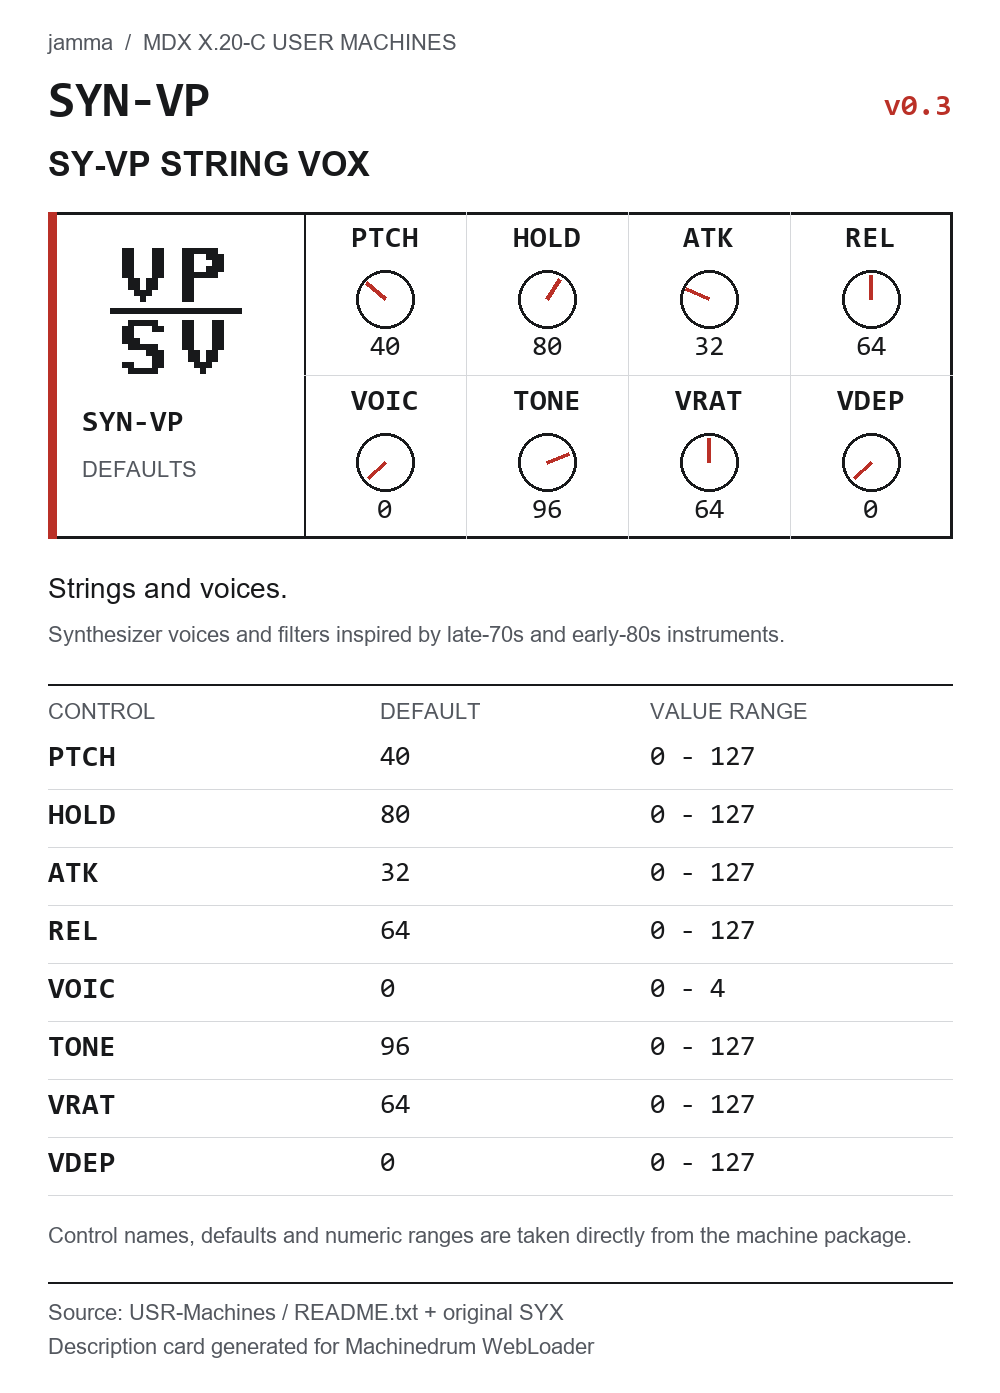 jamma / MDX X.20-C USER MACHINES
SYN-VP
v0.3
SY-VP STRING VOX
VP
SV
SYN-VP
DEFAULTS
PTCH HOLD ATK REL
40 80 32 64
VOIC TONE VRAT VDEP
0 96 64 0
Strings and voices.
Synthesizer voices and filters inspired by late-70s and early-80s instruments.
CONTROL DEFAULT VALUE RANGE
PTCH 40 0 - 127
HOLD 80 0 - 127
ATK 32 0 - 127
REL 64 0 - 127
VOIC 0 0 - 4
TONE 96 0 - 127
VRAT 64 0 - 127
VDEP 0 0 - 127
Control names, defaults and numeric ranges are taken directly from the machine package.
Source: USR-Machines / README.txt + original SYX
Description card generated for Machinedrum WebLoader